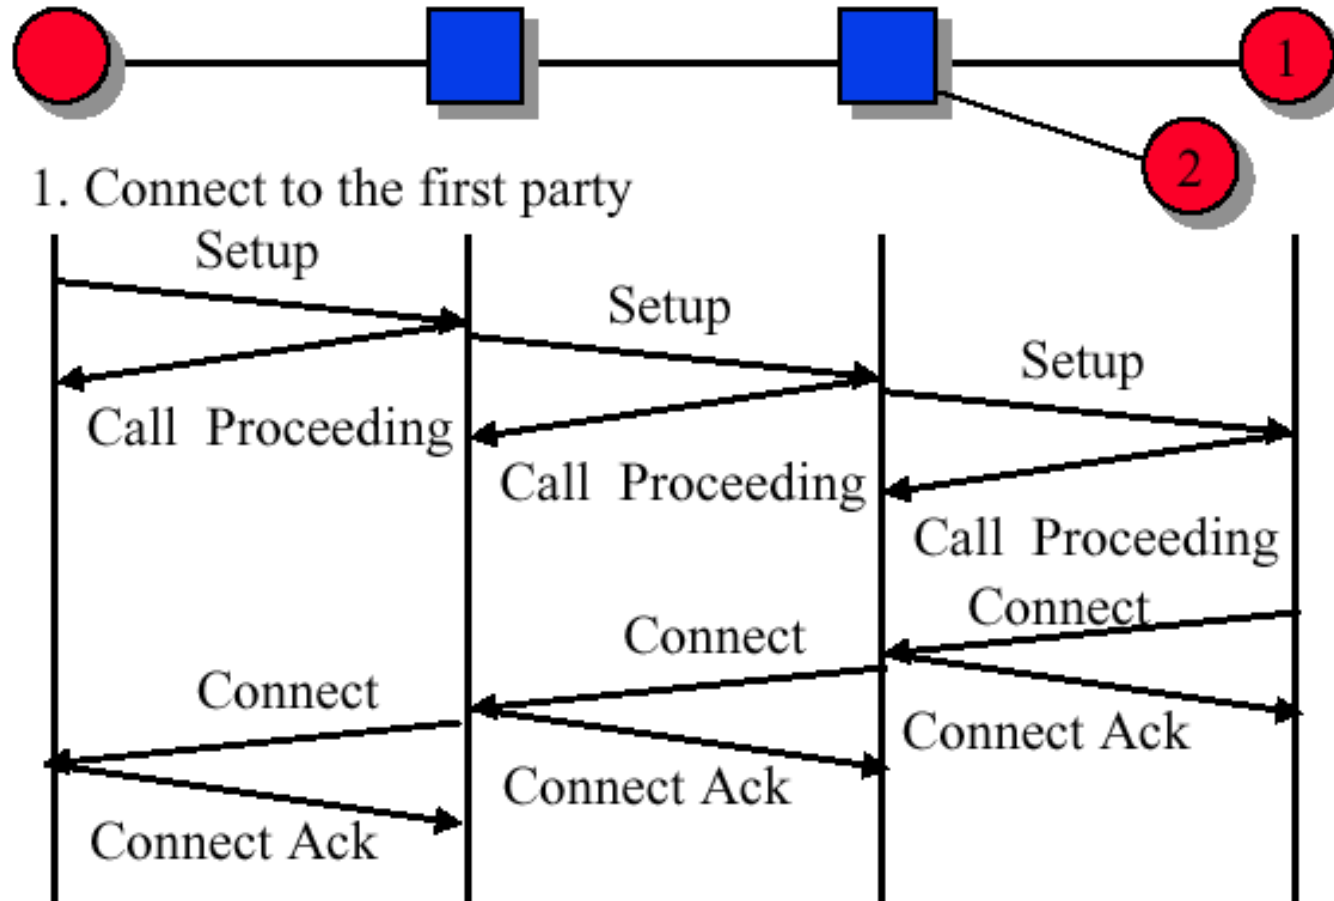 1
2
1. Connect to the first party
Setup
Setup
Setup
Call Proceeding
Call Proceeding
Call Proceeding
Connect
Connect
Connect
Connect Ack
Connect Ack
Connect Ack